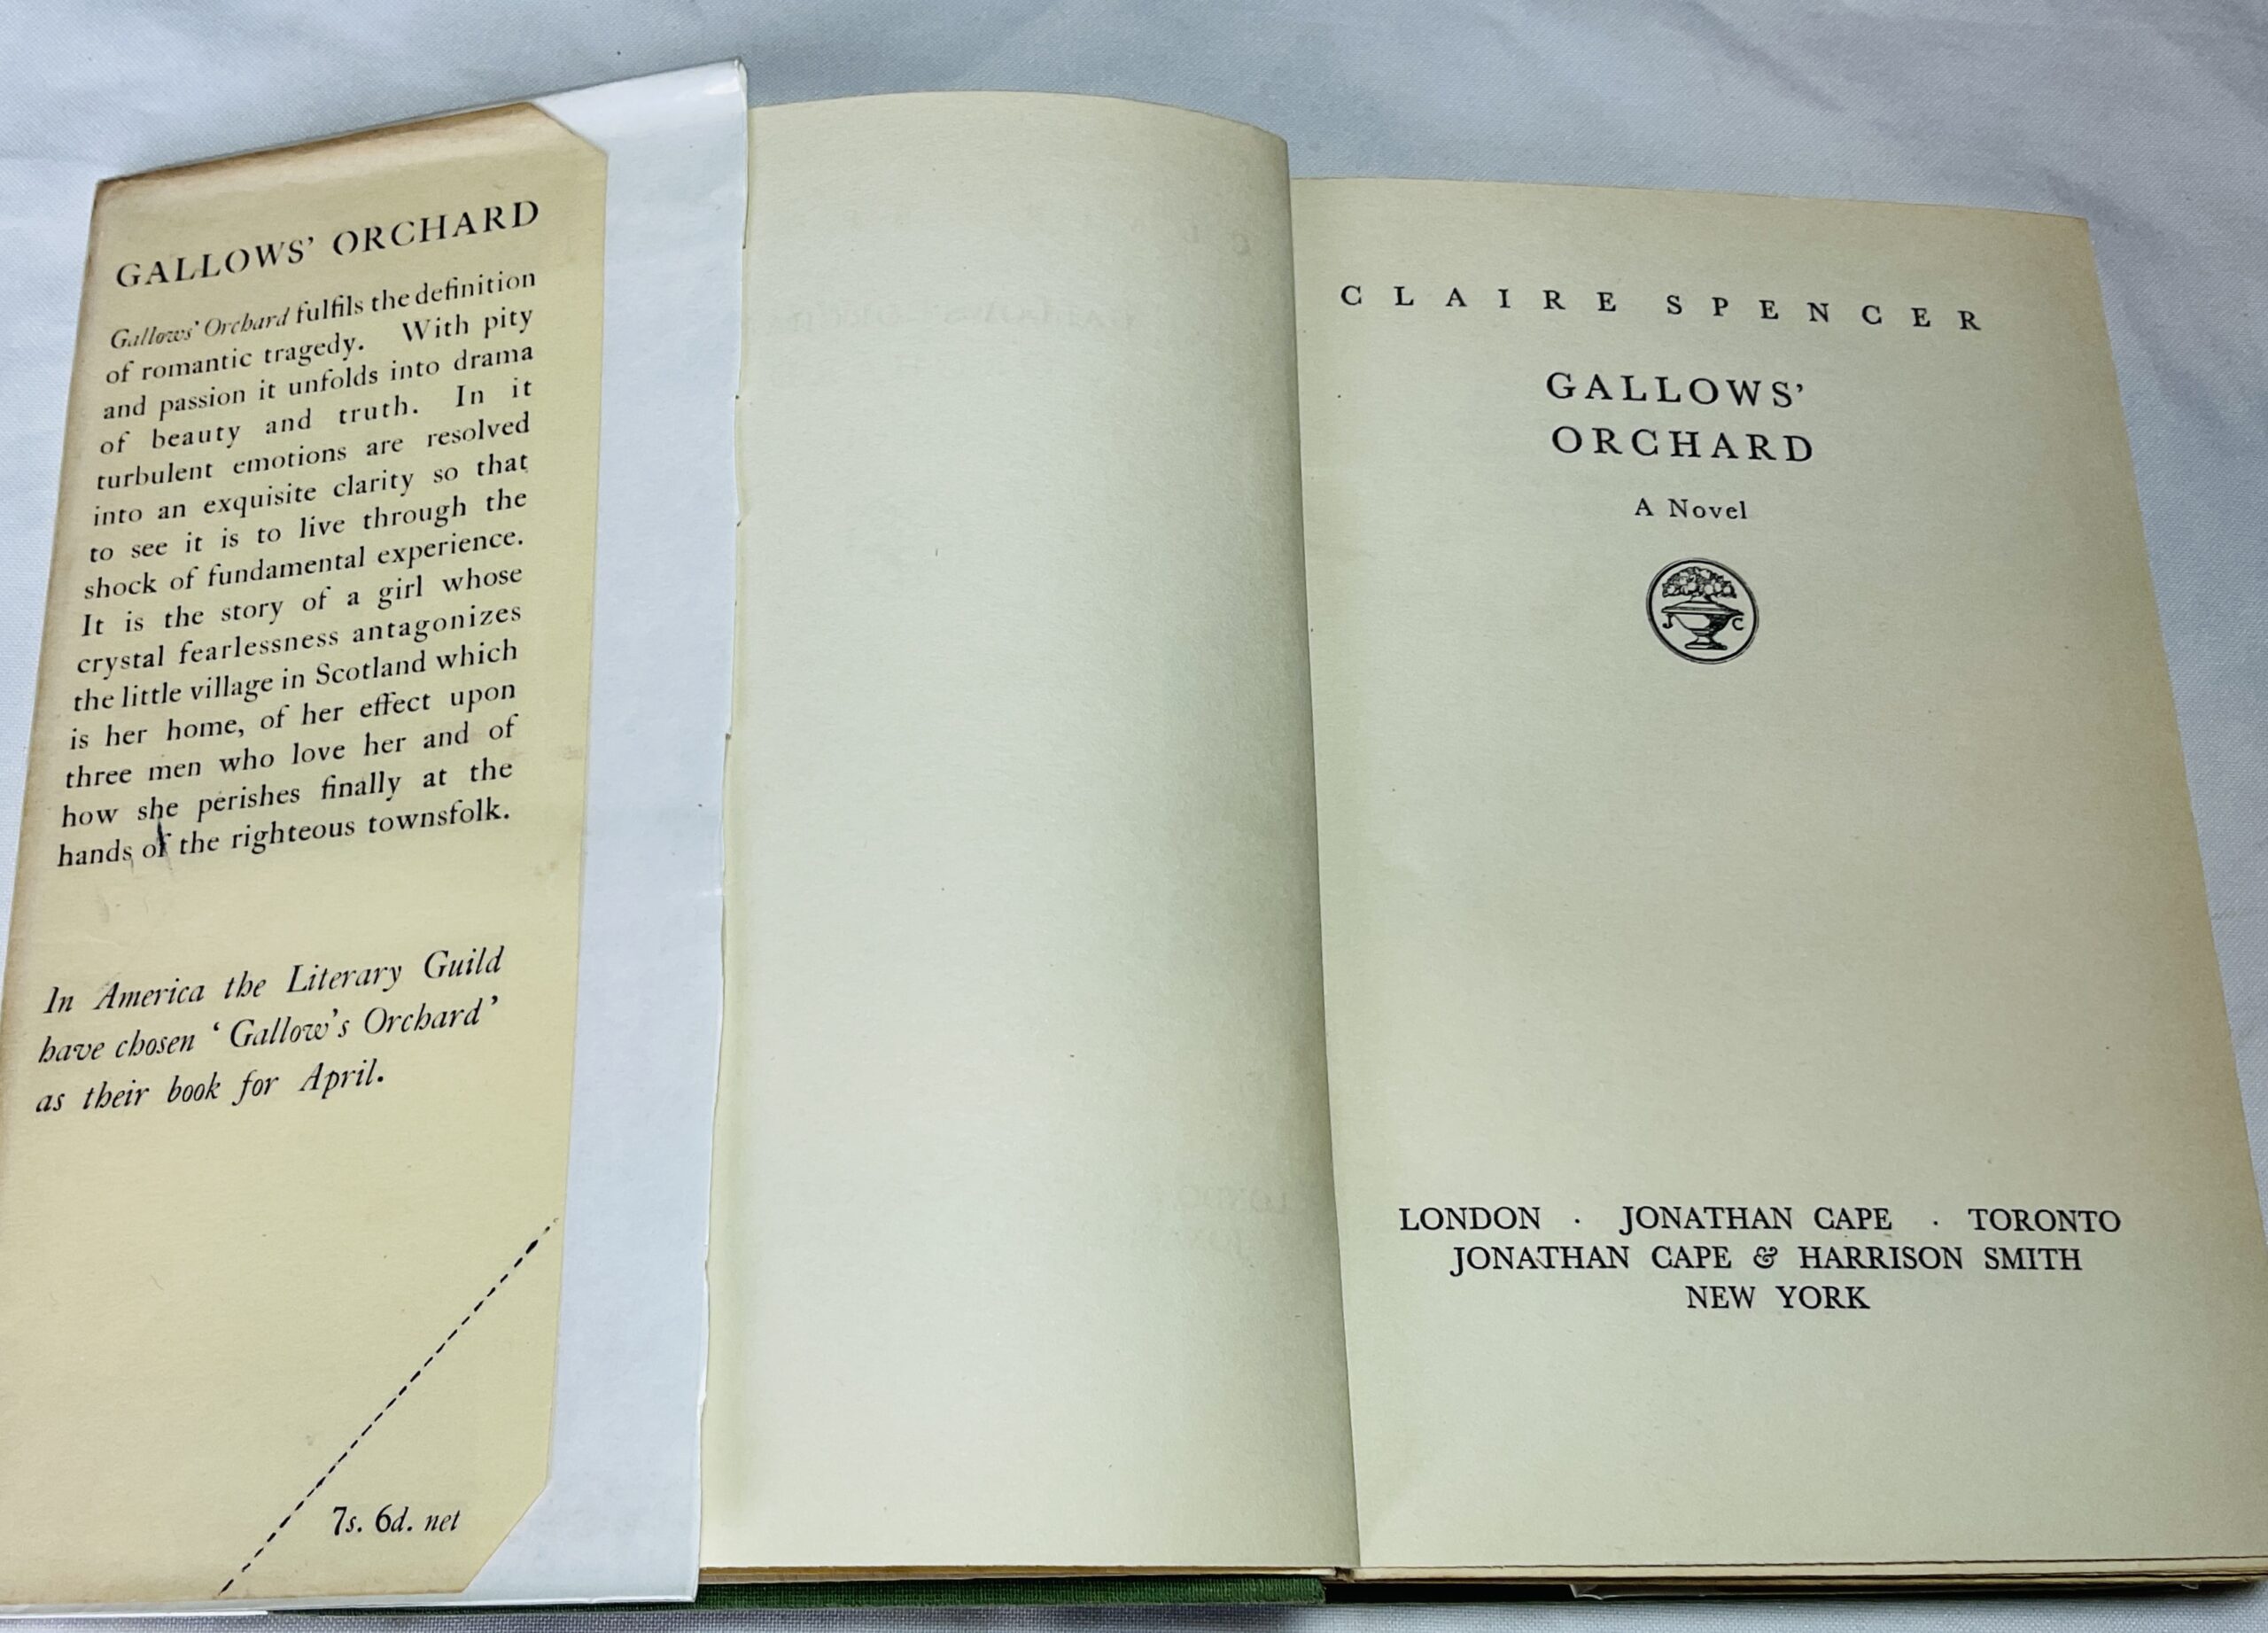 GALLOWS' ORCHARD
Gallows' Orchard fulfils the definition
of romantic tragedy. With pity
and passion it unfolds into drama
of beauty and truth. In it
turbulent emotions are resolved
into an exquisite clarity so that
to see it is to live through the
shock of fundamental experience.
It is the story of a girl whose
crystal fearlessness antagonizes
the little village in Scotland which
is her home, of her effect upon
three men who love her and of
how she perishes finally at the
hands of the righteous townsfolk.
In America the Literary Guild
have chosen ' Gallow's Orchard'
as their book for April.
7s. 6d. net
CLAIRE SPENCER
GALLOWS'
ORCHARD
A Novel
J C
LONDON · JONATHAN CAPE · TORONTO
JONATHAN CAPE & HARRISON SMITH
NEW YORK